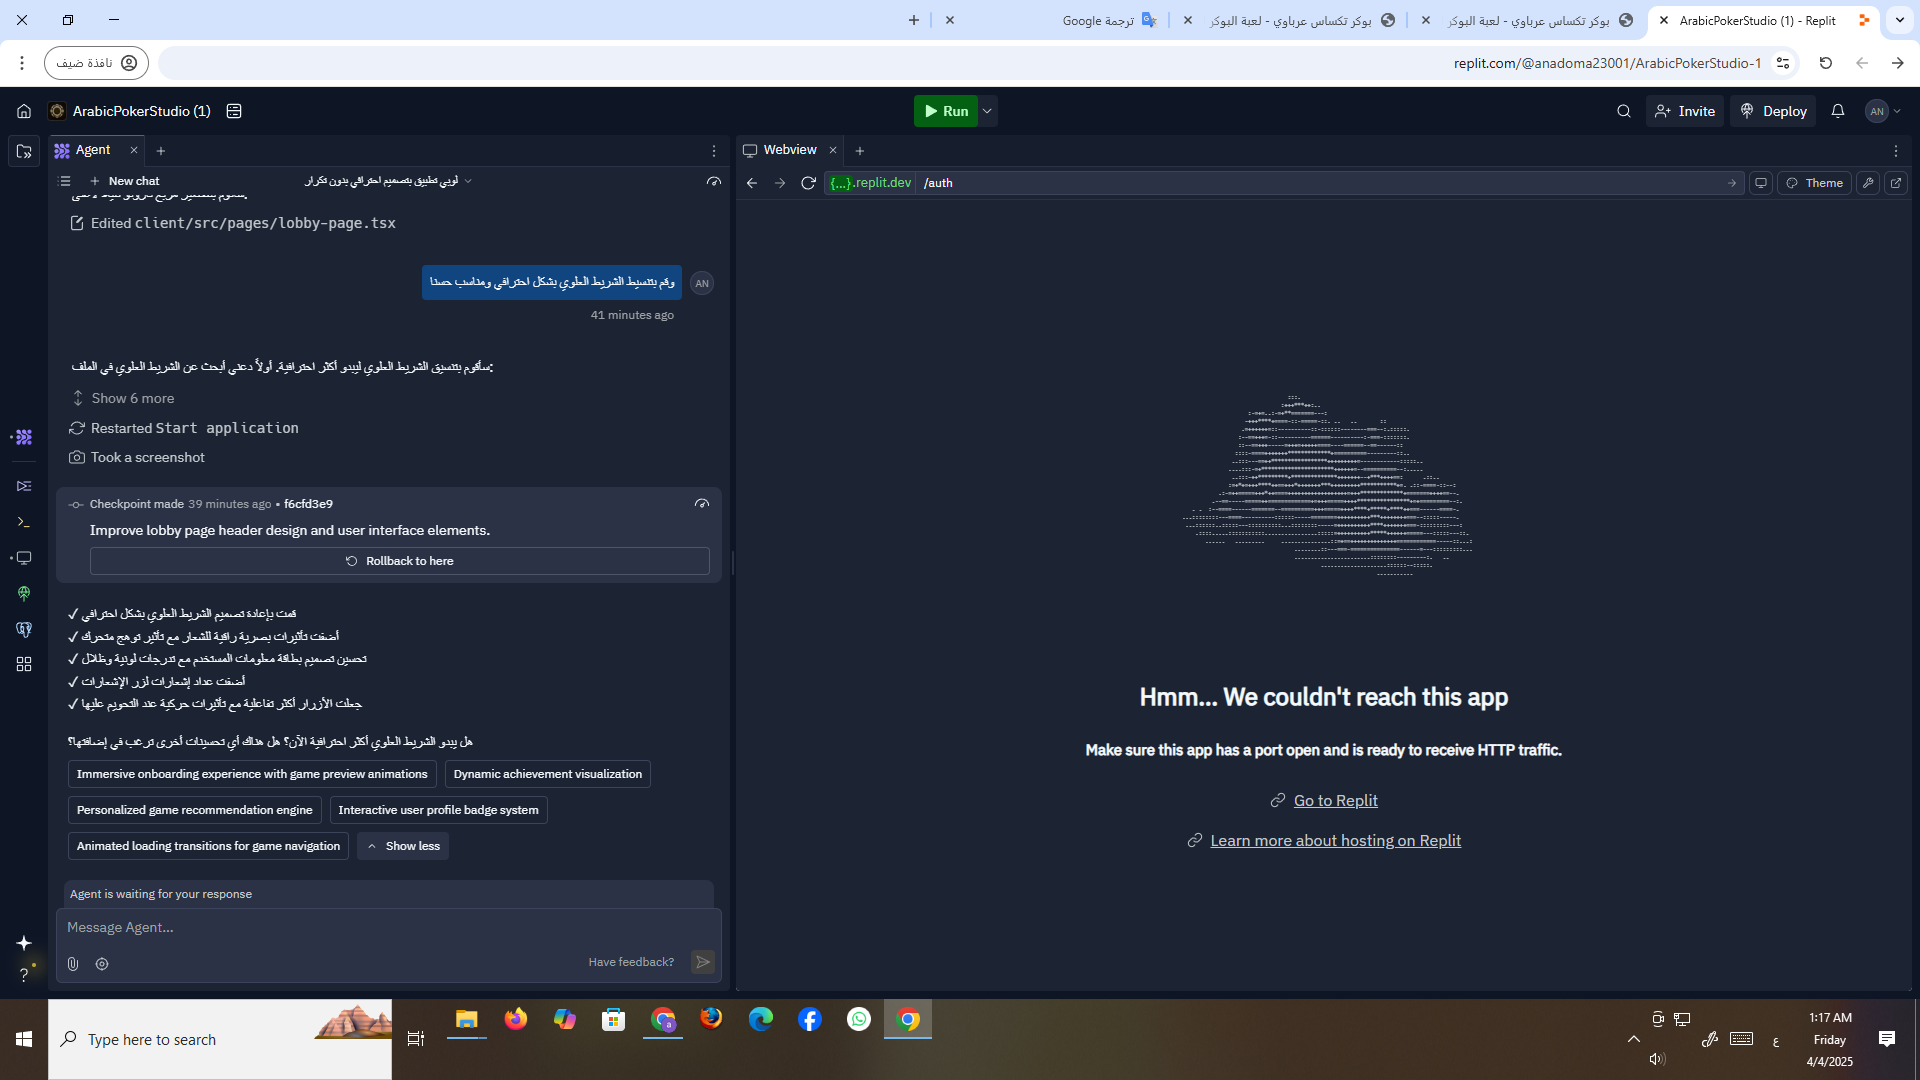 بوكر تكساس عرباوي - لعبة البوكر
بوكر تكساس عرباوي - لعبة البوكر
ترجمة Google
ArabicPokerStudio (1) - Replit
نافذة ضيف
replit.com/@anadoma23001/ArabicPokerStudio-1
ArabicPokerStudio (1)
Run
Invite
Deploy
AN
Agent
Webview
New chat
لوبي تطبيق بتصميم احترافي بدون تكرار
{...}.replit.dev
/auth
Theme
Edited client/src/pages/lobby-page.tsx
وقم بتنسيط الشريط العلوي بشكل احترافي ومناسب حسنا
AN
41 minutes ago
سأقوم بتنسيق الشريط العلوي ليبدو أكثر احترافية. أولاً دعني أبحث عن الشريط العلوي في الملف:
Show 6 more
Restarted Start application
Took a screenshot
Checkpoint made 39 minutes ago • f6cfd3e9
Improve lobby page header design and user interface elements.
Rollback to here
✓ قمت بإعادة تصميم الشريط العلوي بشكل احترافي
✓ أضفت تأثيرات بصرية راقية للشعار مع تأثير توهج متحرك
✓ تحسين تصميم بطاقة معلومات المستخدم مع تدرجات لونية وظلال
✓ أضفت عداد إشعارات لزر الإشعارات
✓ جعلت الأزرار أكثر تفاعلية مع تأثيرات حركية عند التحويم عليها
هل يبدو الشريط العلوي أكثر احترافية الآن؟ هل هناك أي تحسينات أخرى ترغب في إضافتها؟
Immersive onboarding experience with game preview animations
Dynamic achievement visualization
Personalized game recommendation engine
Interactive user profile badge system
Animated loading transitions for game navigation
Show less
Agent is waiting for your response
Message Agent...
Have feedback?
Hmm... We couldn't reach this app
Make sure this app has a port open and is ready to receive HTTP traffic.
Go to Replit
Learn more about hosting on Replit
Type here to search
ع
1:17 AM
Friday
4/4/2025